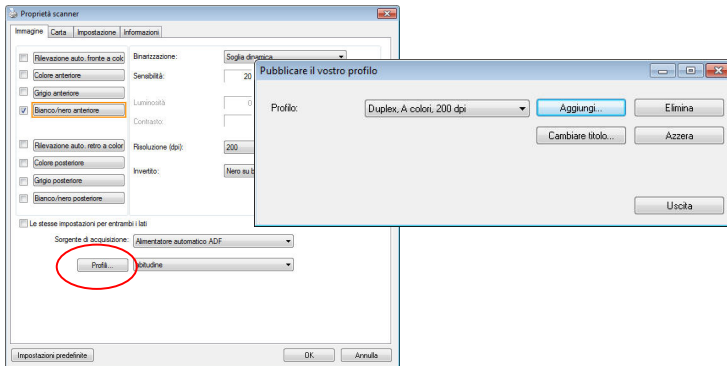 Proprietà scanner
Immagine Carta Impostazione Informazioni
Rilevazione auto. fronte a colo
Binarizzazione: Soglia dinamica
Colore anteriore
Sensibilità: 20
Grigio anteriore
Luminosità 0
Bianco/nero anteriore
Contrasto:
Rilevazione auto. retro a color
Risoluzione (dpi): 200
Colore posteriore
Invertito: Nero su b
Grigio posteriore
Bianco/nero posteriore
Le stesse impostazioni per entrambi i lati
Sorgente di acquisizione: Alimentatore automatico ADF
Profili... abitudine
Impostazioni predefinite OK Annulla
Pubblicare il vostro profilo
Profilo: Duplex, A colori, 200 dpi Aggiungi... Elimina
Cambiare titolo... Azzera
Uscita